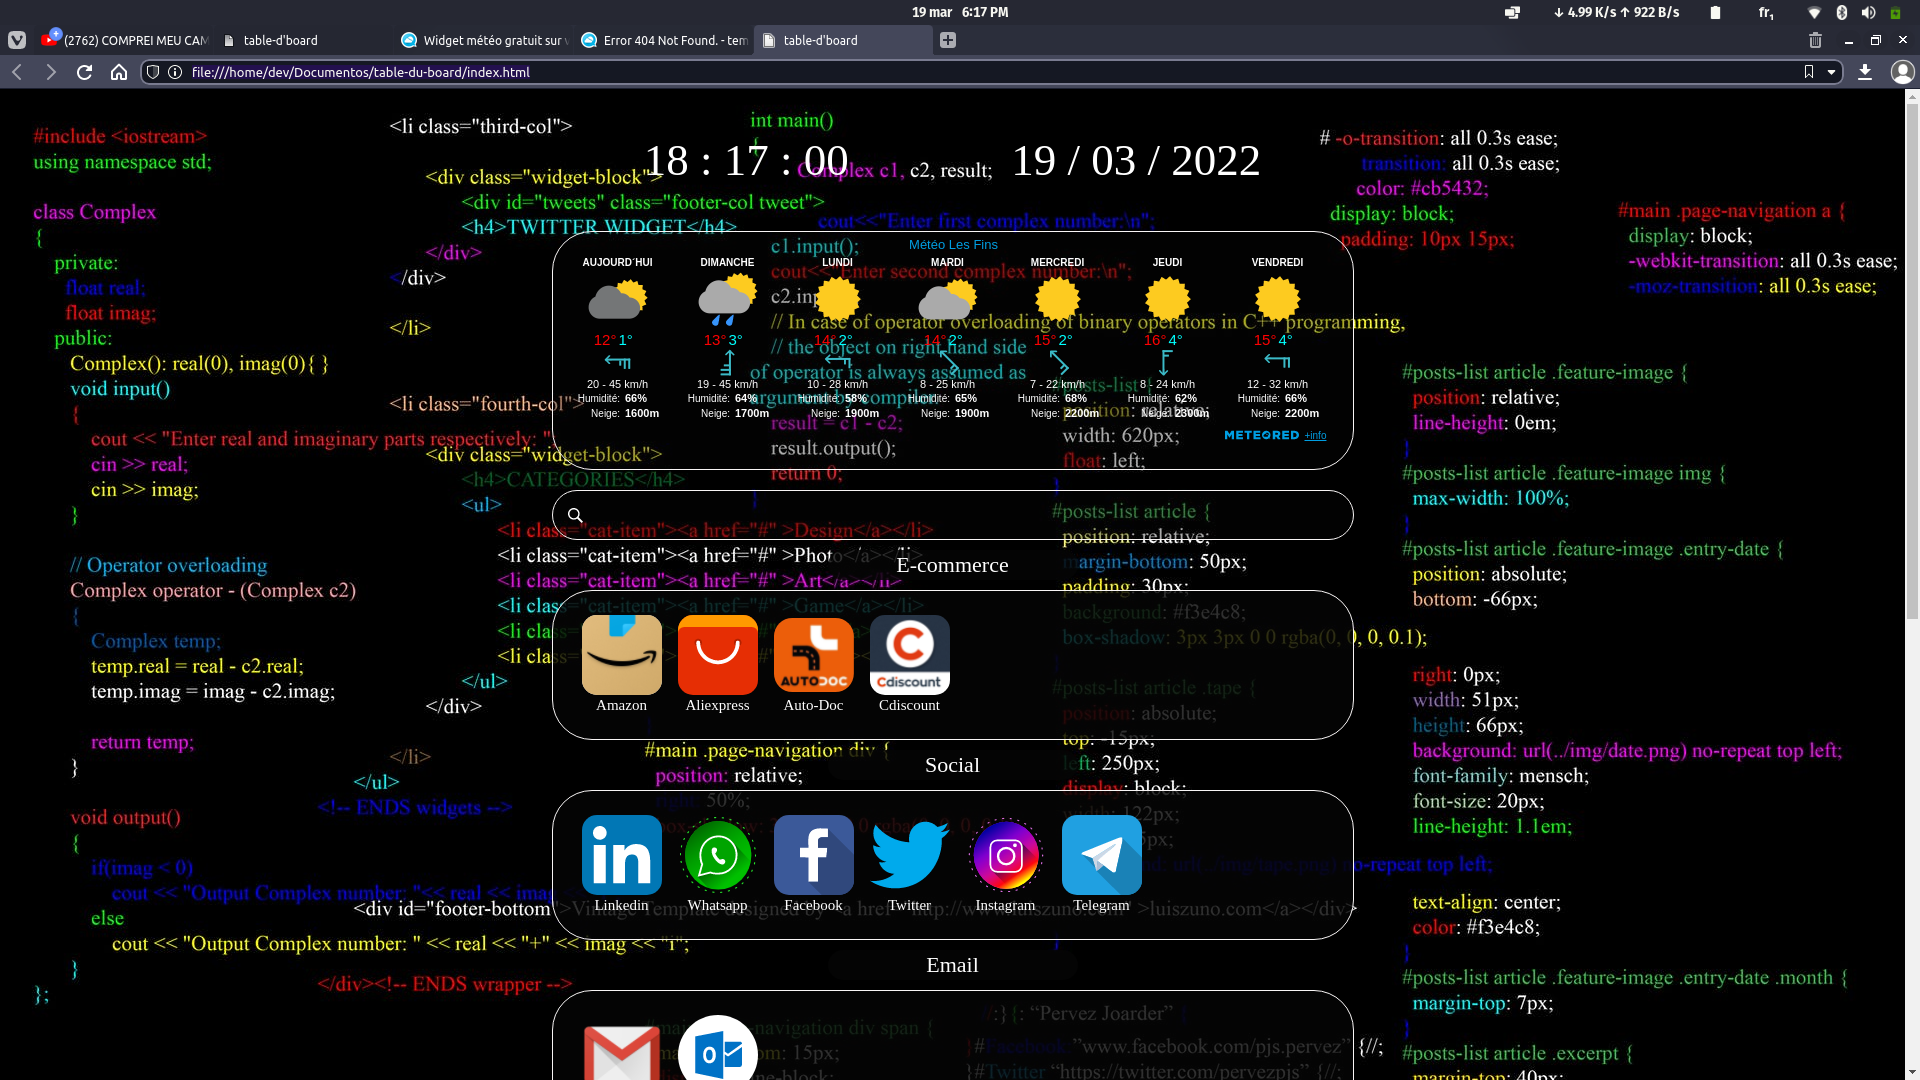 19 mar 6:17 PM
↓ 4.99 K/s ↑ 922 B/s
fr₁
(2762) COMPREI MEU CAM
table-d'board
Widget météo gratuit sur v
Error 404 Not Found. - tem
table-d'board
file:///home/dev/Documentos/table-du-board/index.html
18 : 17 : 00
19 / 03 / 2022
Météo Les Fins
AUJOURD´HUI DIMANCHE LUNDI MARDI MERCREDI JEUDI VENDREDI
12° 1° 13° 3° 14° 2° 14° 2° 15° 2° 16° 4° 15° 4°
20 - 45 km/h 19 - 45 km/h 10 - 28 km/h 8 - 25 km/h 7 - 22 km/h 8 - 24 km/h 12 - 32 km/h
Humidité: 66% Humidité: 64% Humidité: 58% Humidité: 65% Humidité: 68% Humidité: 62% Humidité: 66%
Neige: 1600m Neige: 1700m Neige: 1900m Neige: 1900m Neige: 2200m Neige: 2300m Neige: 2200m
METEORED +info
E-commerce
AUTODOC
Cdiscount
Amazon Aliexpress Auto-Doc Cdiscount
Social
in
Linkedin Whatsapp Facebook Twitter Instagram Telegram
Email
#include <iostream>
using namespace std;
class Complex
{
private:
float real;
float imag;
public:
Complex(): real(0), imag(0){ }
void input()
{
cout << "Enter real and imaginary parts respectively: "
cin >> real;
cin >> imag;
}
// Operator overloading
Complex operator - (Complex c2)
{
Complex temp;
temp.real = real - c2.real;
temp.imag = imag - c2.imag;
return temp;
}
void output()
{
if(imag < 0)
cout << "Output Complex number: "<< real << imag
else
cout << "Output Complex number: " << real << "+" << imag << "i";
}
};
<li class="third-col">
<div class="widget-block">
<div id="tweets" class="footer-col tweet">
<h4>TWITTER WIDGET</h4>
</div>
</div>
</li>
<li class="fourth-col">
<div class="widget-block">
<h4>CATEGORIES</h4>
<ul>
<li class="cat-item"><a href="#" >Design</a></li>
<li class="cat-item"><a href="#" >Photo</a></li>
<li class="cat-item"><a href="#" >Art</a></li>
<li class="cat-item"><a href="#" >Game</a></li>
</ul>
</div>
</li>
</ul>
<!-- ENDS widgets -->
<div id="footer-bottom">Vintage Template designed by <a href="http://www.luiszuno.com" >luiszuno.com</a></div>
</div><!-- ENDS wrapper -->
int main()
{
Complex c1, c2, result;
cout<<"Enter first complex number:\n";
c1.input();
cout<<"Enter second complex number:\n";
c2.input();
// In case of operator overloading of binary operators in C++ programming,
// the object on right hand side
of operator is always assumed as
argument by compiler.
result = c1 - c2;
result.output();
return 0;
}
#main .page-navigation div {
position: relative;
right: 50%;
#main .page-navigation div span {
15px;
#posts-list {
position: relative;
width: 620px;
float: left;
}
#posts-list article {
position: relative;
margin-bottom: 50px;
padding: 30px;
background: #f3e4c8;
box-shadow: 3px 3px 0 0 rgba(0, 0, 0, 0.1);
#posts-list article .tape {
position: absolute;
top: -15px;
left: 250px;
display: block;
width: 122px;
no-repeat top left;
}
:}{: “Pervez Joarder”
#Facebook:”www.facebook.com/pjs.pervez” {//;
}#Twitter “https://twitter.com/pervezpjs” {//;
# -o-transition: all 0.3s ease;
transition: all 0.3s ease;
color: #cb5432;
display: block;
padding: 10px 15px;
#main .page-navigation a {
display: block;
-webkit-transition: all 0.3s ease;
-moz-transition: all 0.3s ease;
#posts-list article .feature-image {
position: relative;
line-height: 0em;
}
#posts-list article .feature-image img {
max-width: 100%;
}
#posts-list article .feature-image .entry-date {
position: absolute;
bottom: -66px;
right: 0px;
width: 51px;
height: 66px;
background: url(../img/date.png) no-repeat top left;
font-family: mensch;
font-size: 20px;
line-height: 1.1em;
text-align: center;
color: #f3e4c8;
}
#posts-list article .feature-image .entry-date .month {
margin-top: 7px;
}
#posts-list article .excerpt {
margin-top: 40px;